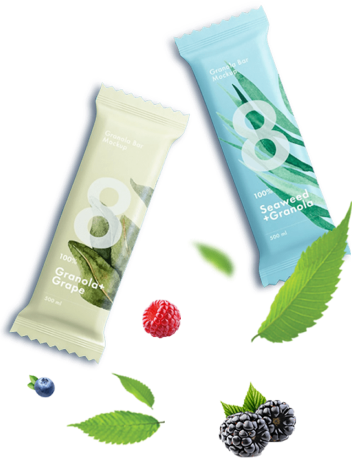 Granola Bar
Market
8
100%
Granola+
Grape
300 ml
Granola Bar
Market
8
100%
Seaweed
+Granola
300 ml